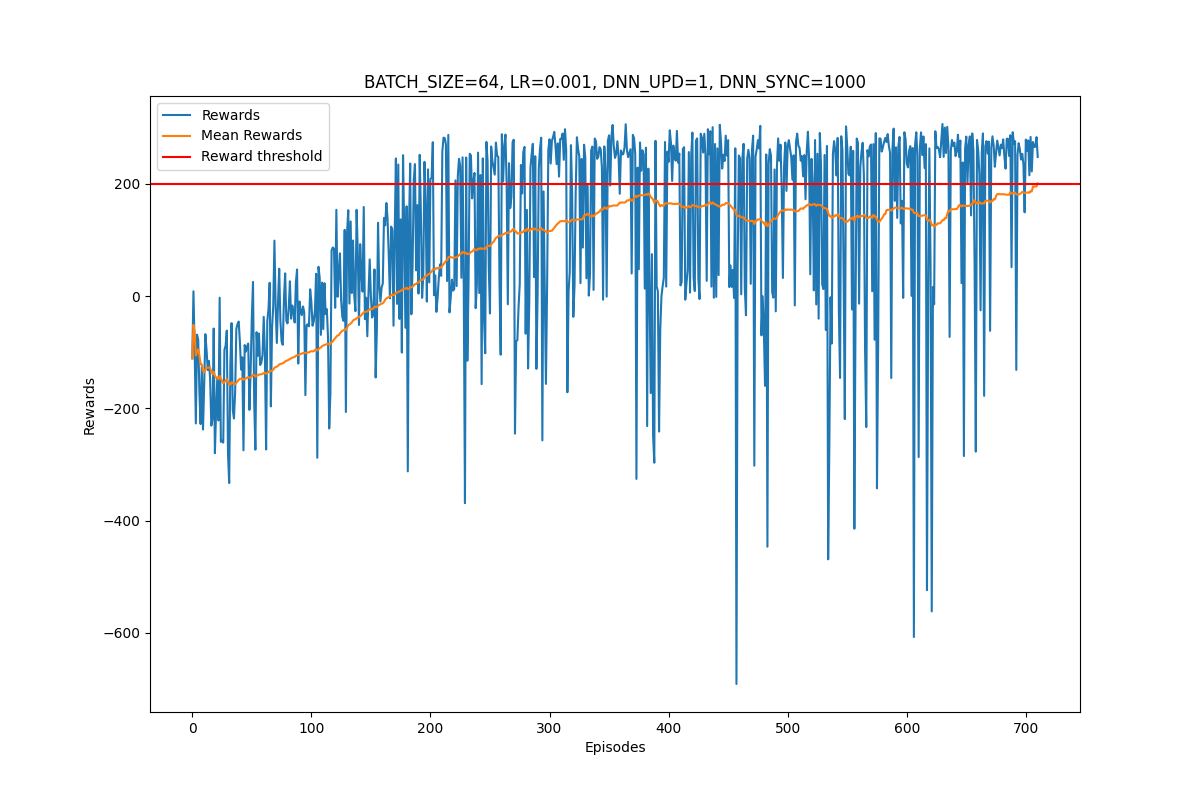 BATCH_SIZE=64, LR=0.001, DNN_UPD=1, DNN_SYNC=1000
Rewards
Mean Rewards
Reward threshold
200
0
−200
−400
−600
Rewards
0 100 200 300 400 500 600 700
Episodes